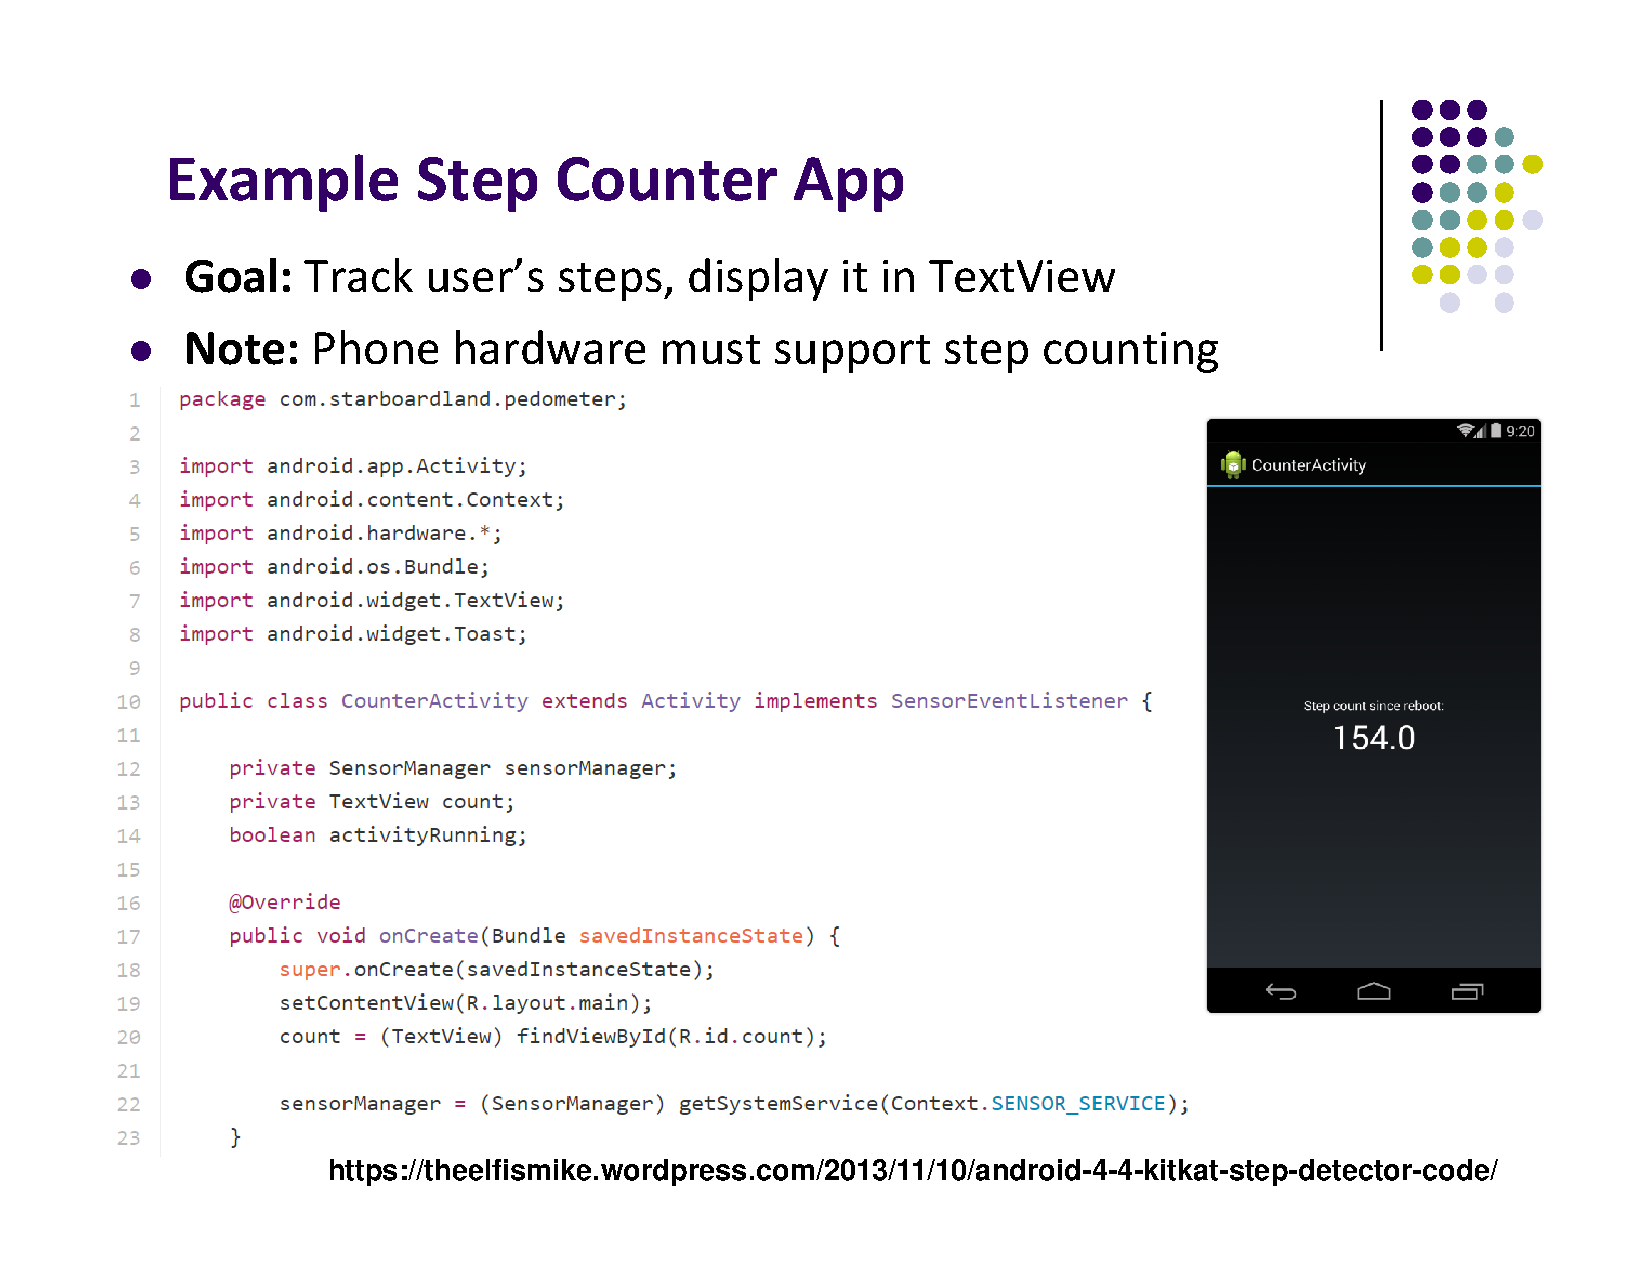 Example Step Counter App
● Goal: Track user’s steps, display it in TextView
● Note: Phone hardware must support step counting
1 package com.starboardland.pedometer;
2
3 import android.app.Activity;
4 import android.content.Context;
5 import android.hardware.*;
6 import android.os.Bundle;
7 import android.widget.TextView;
8 import android.widget.Toast;
9
10 public class CounterActivity extends Activity implements SensorEventListener {
11
12 private SensorManager sensorManager;
13 private TextView count;
14 boolean activityRunning;
15
16 @Override
17 public void onCreate(Bundle savedInstanceState) {
18 super.onCreate(savedInstanceState);
19 setContentView(R.layout.main);
20 count = (TextView) findViewById(R.id.count);
21
22 sensorManager = (SensorManager) getSystemService(Context.SENSOR_SERVICE);
23 }
9:20
CounterActivity
Step count since reboot:
154.0
https://theelfismike.wordpress.com/2013/11/10/android-4-4-kitkat-step-detector-code/